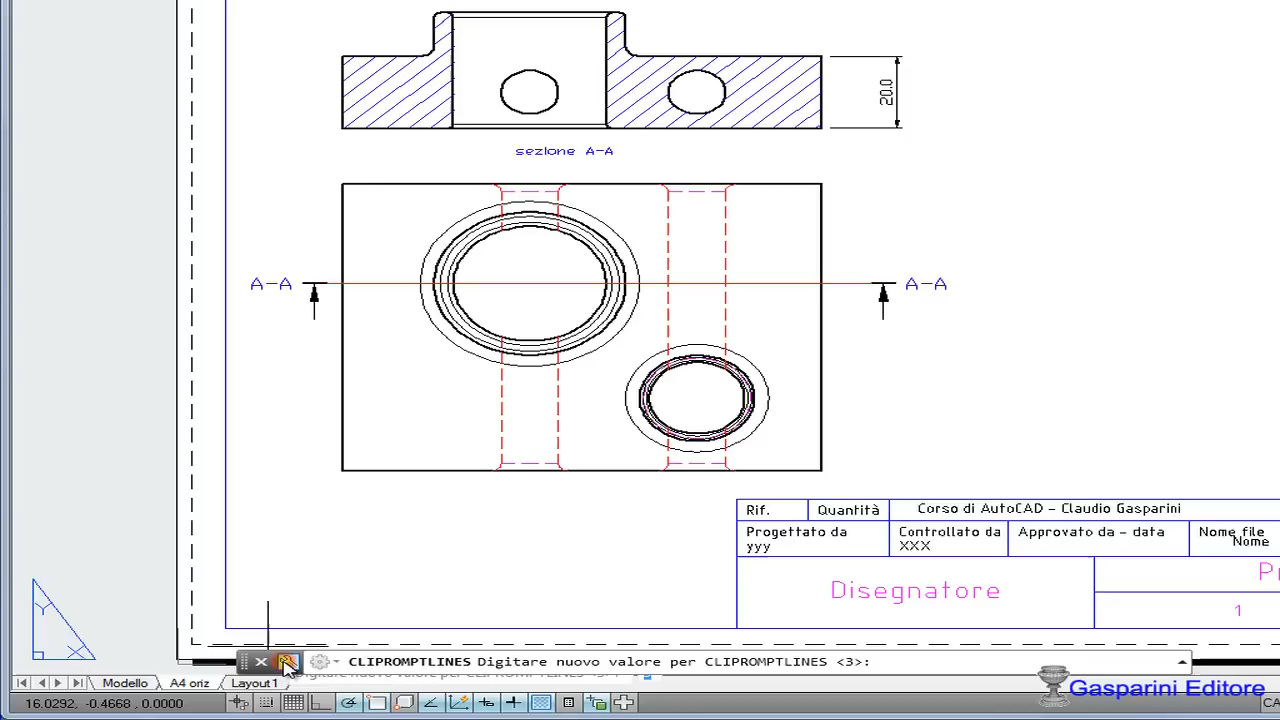 20.0
sezione A-A
A-A
A-A
Rif.
Quantità
Corso di AutoCAD - Claudio Gasparini
Progettato da
yyy
Controllato da
XXX
Approvato da - data
Nome file
Nome
Disegnatore
1
Y
X
CLIPROMPTLINES Digitare nuovo valore per CLIPROMPTLINES <3>:
Modello
A4 oriz
Layout1
16.0292, -0.4668 , 0.0000
Gasparini Editore